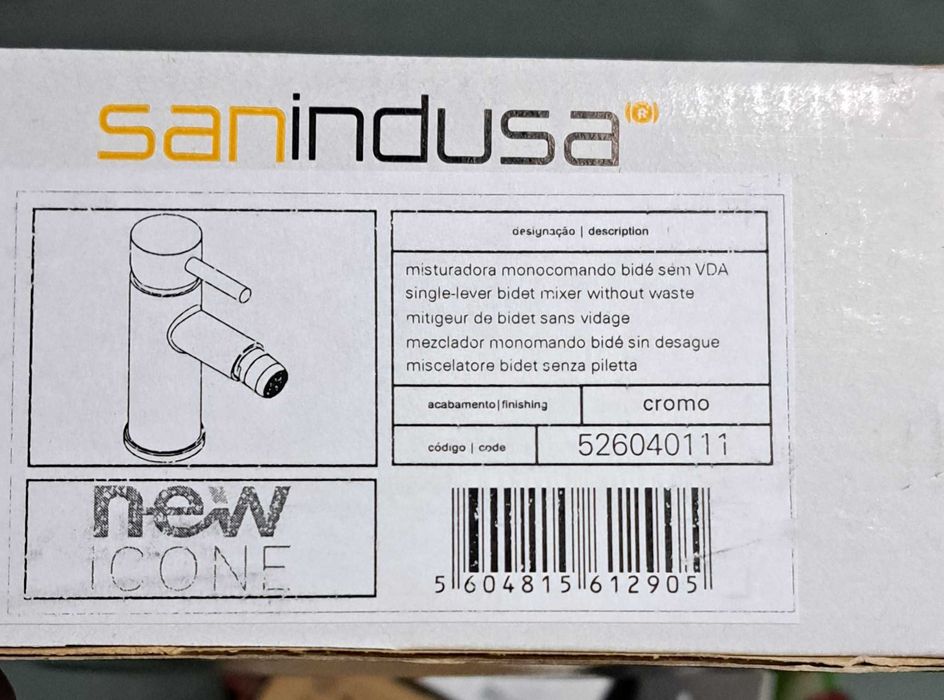 sanindusa®
designação | description
misturadora monocomando bidé sem VDA
single-lever bidet mixer without waste
mitigeur de bidet sans vidage
mezclador monomando bidé sin desague
miscelatore bidet senza piletta
acabamento|finishing
cromo
código | code
526040111
new
iCONE
5 604815 612905